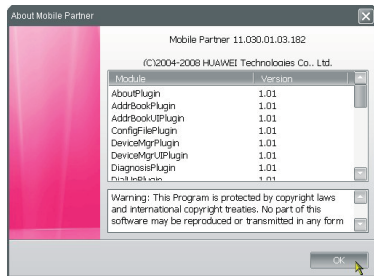 About Mobile Partner
Mobile Partner 11.030.01.03.182
(C)2004-2008 HUAWEI Technologies Co., Ltd.
Module Version
AboutPlugin 1.01
AddrBookPlugin 1.01
AddrBookUIPlugin 1.01
ConfigFilePlugin 1.01
DeviceMgrPlugin 1.01
DeviceMgrUIPlugin 1.01
DiagnosisPlugin 1.01
DialUpPlugin 1.01
Warning: This Program is protected by copyright laws
and international copyright treaties. No part of this
software may be reproduced or transmitted in any form
OK